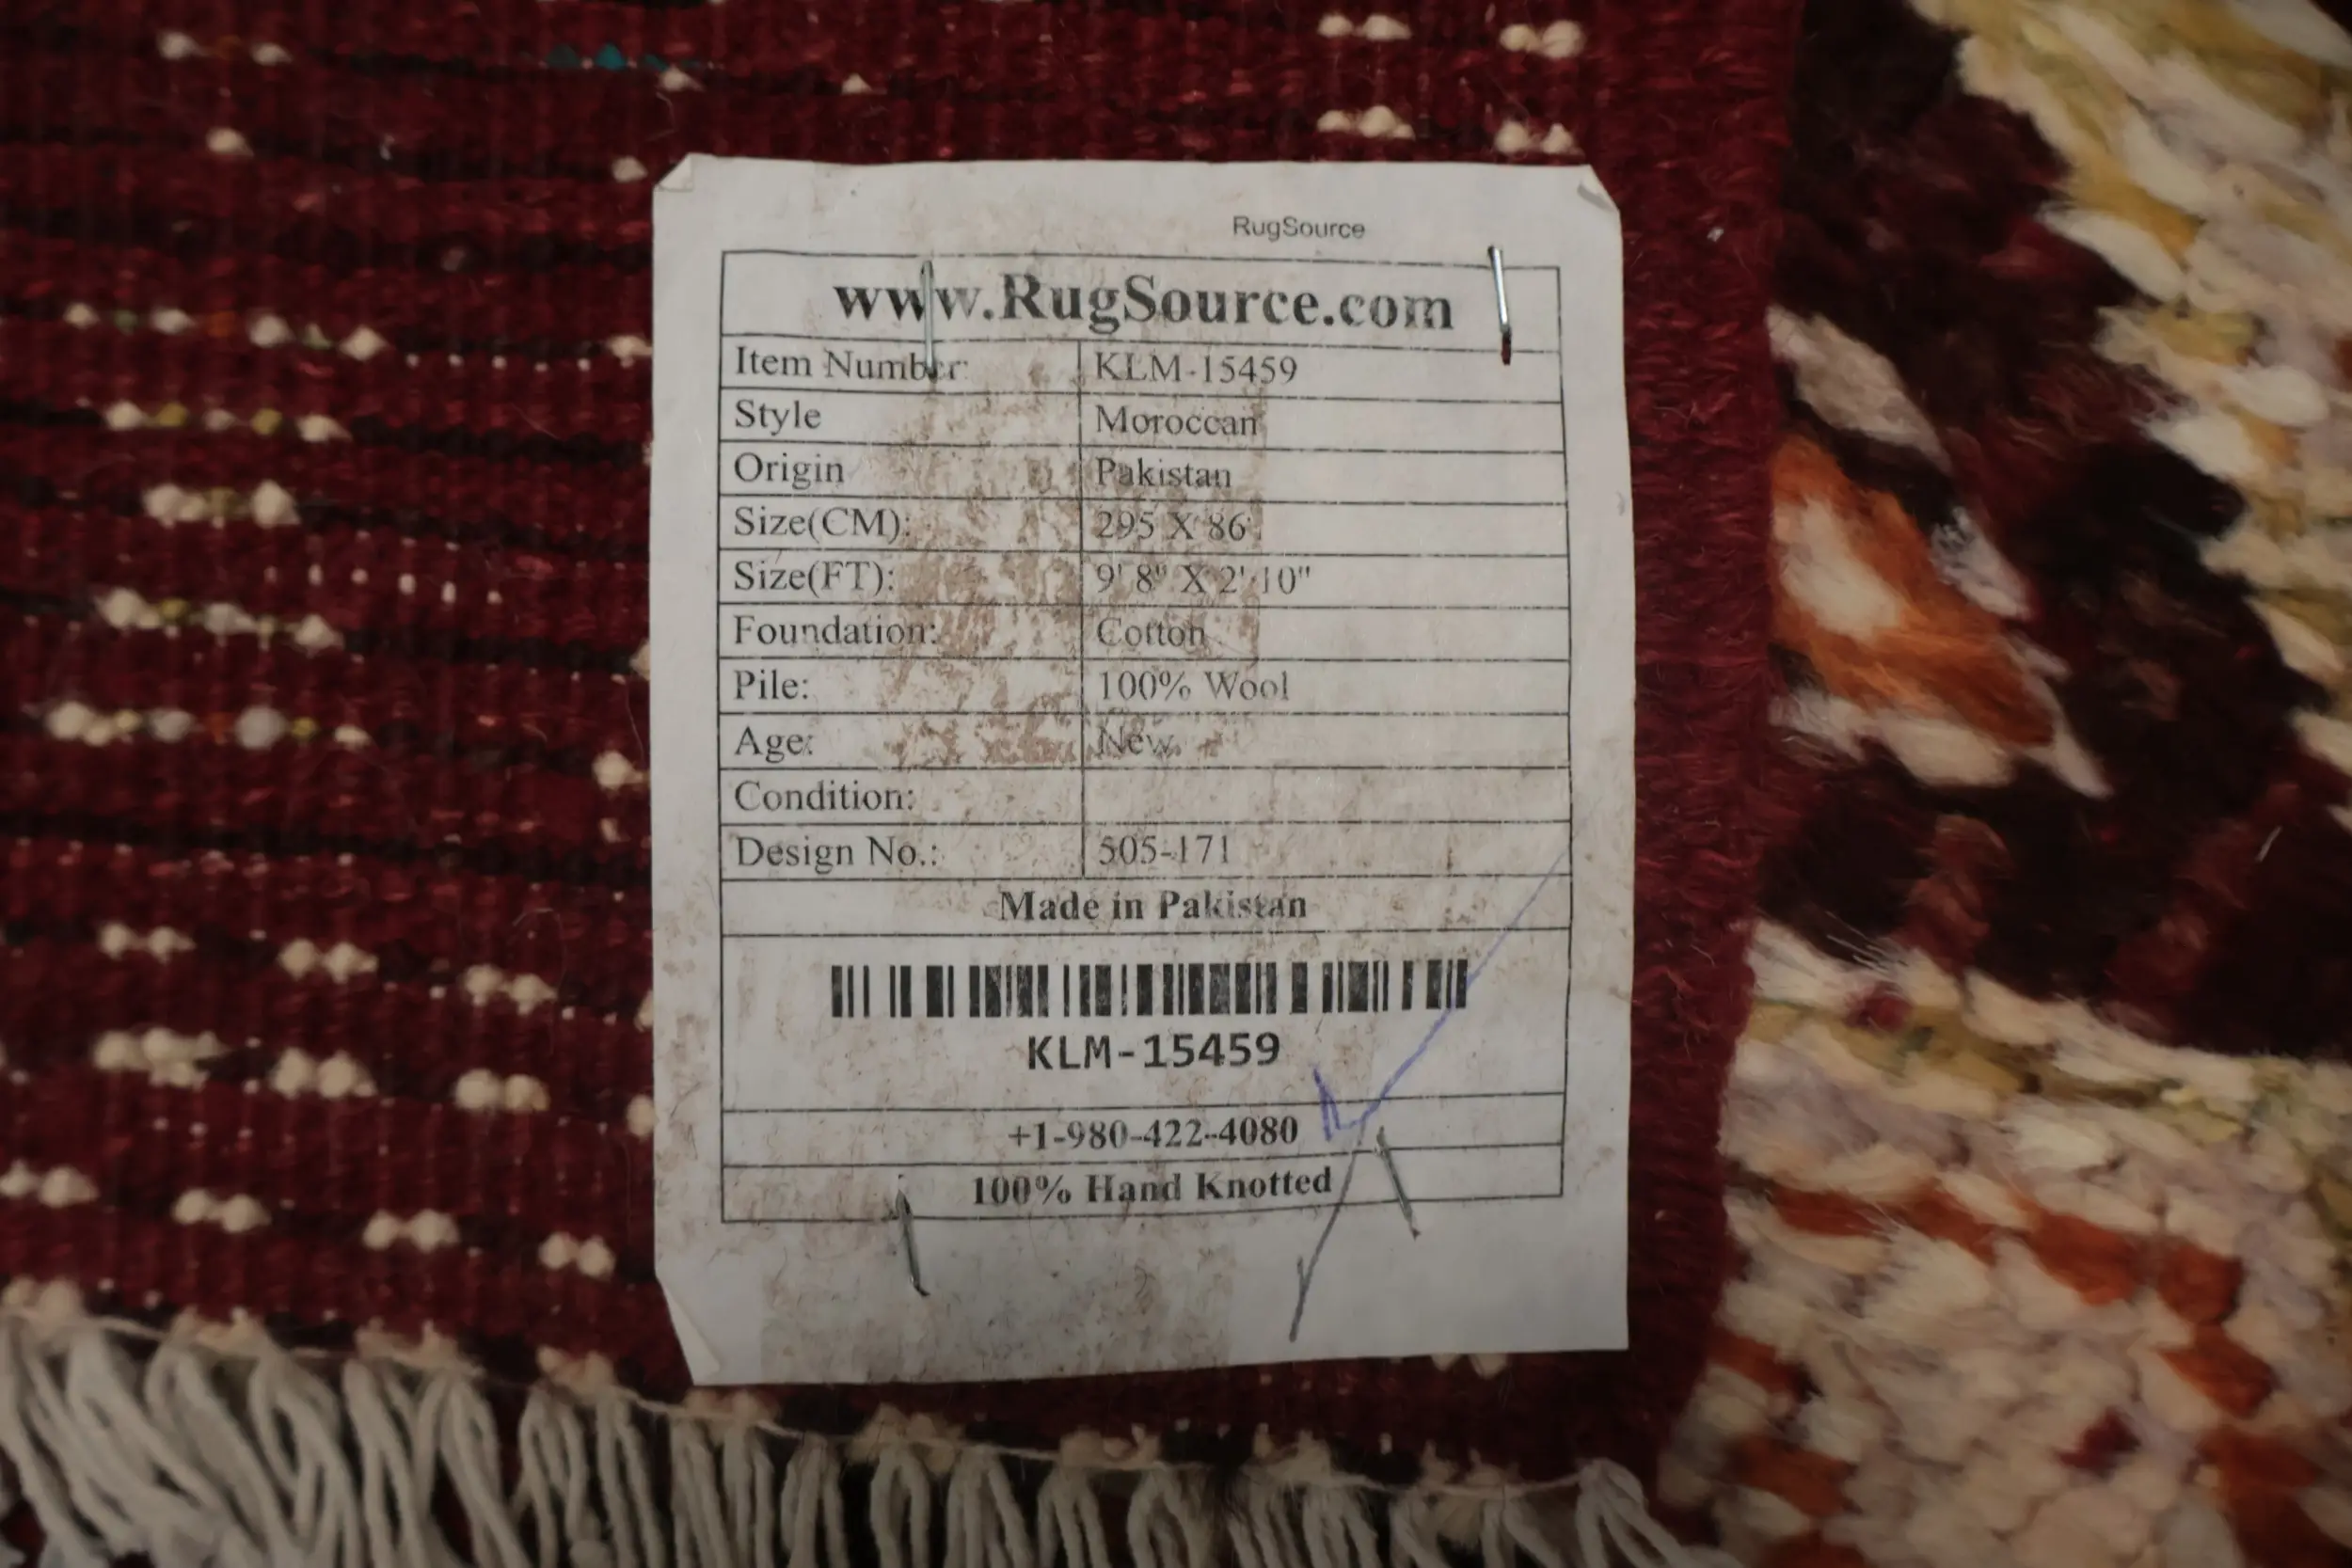 RugSource
www.RugSource.com
Item Number: KLM-15459
Style Moroccan
Origin Pakistan
Size(CM): 295 X 86
Size(FT): 9' 8" X 2' 10"
Foundation: Cotton
Pile: 100% Wool
Age: New
Condition:
Design No.: 505-171
Made in Pakistan
KLM-15459
+1-980-422-4080
100% Hand Knotted